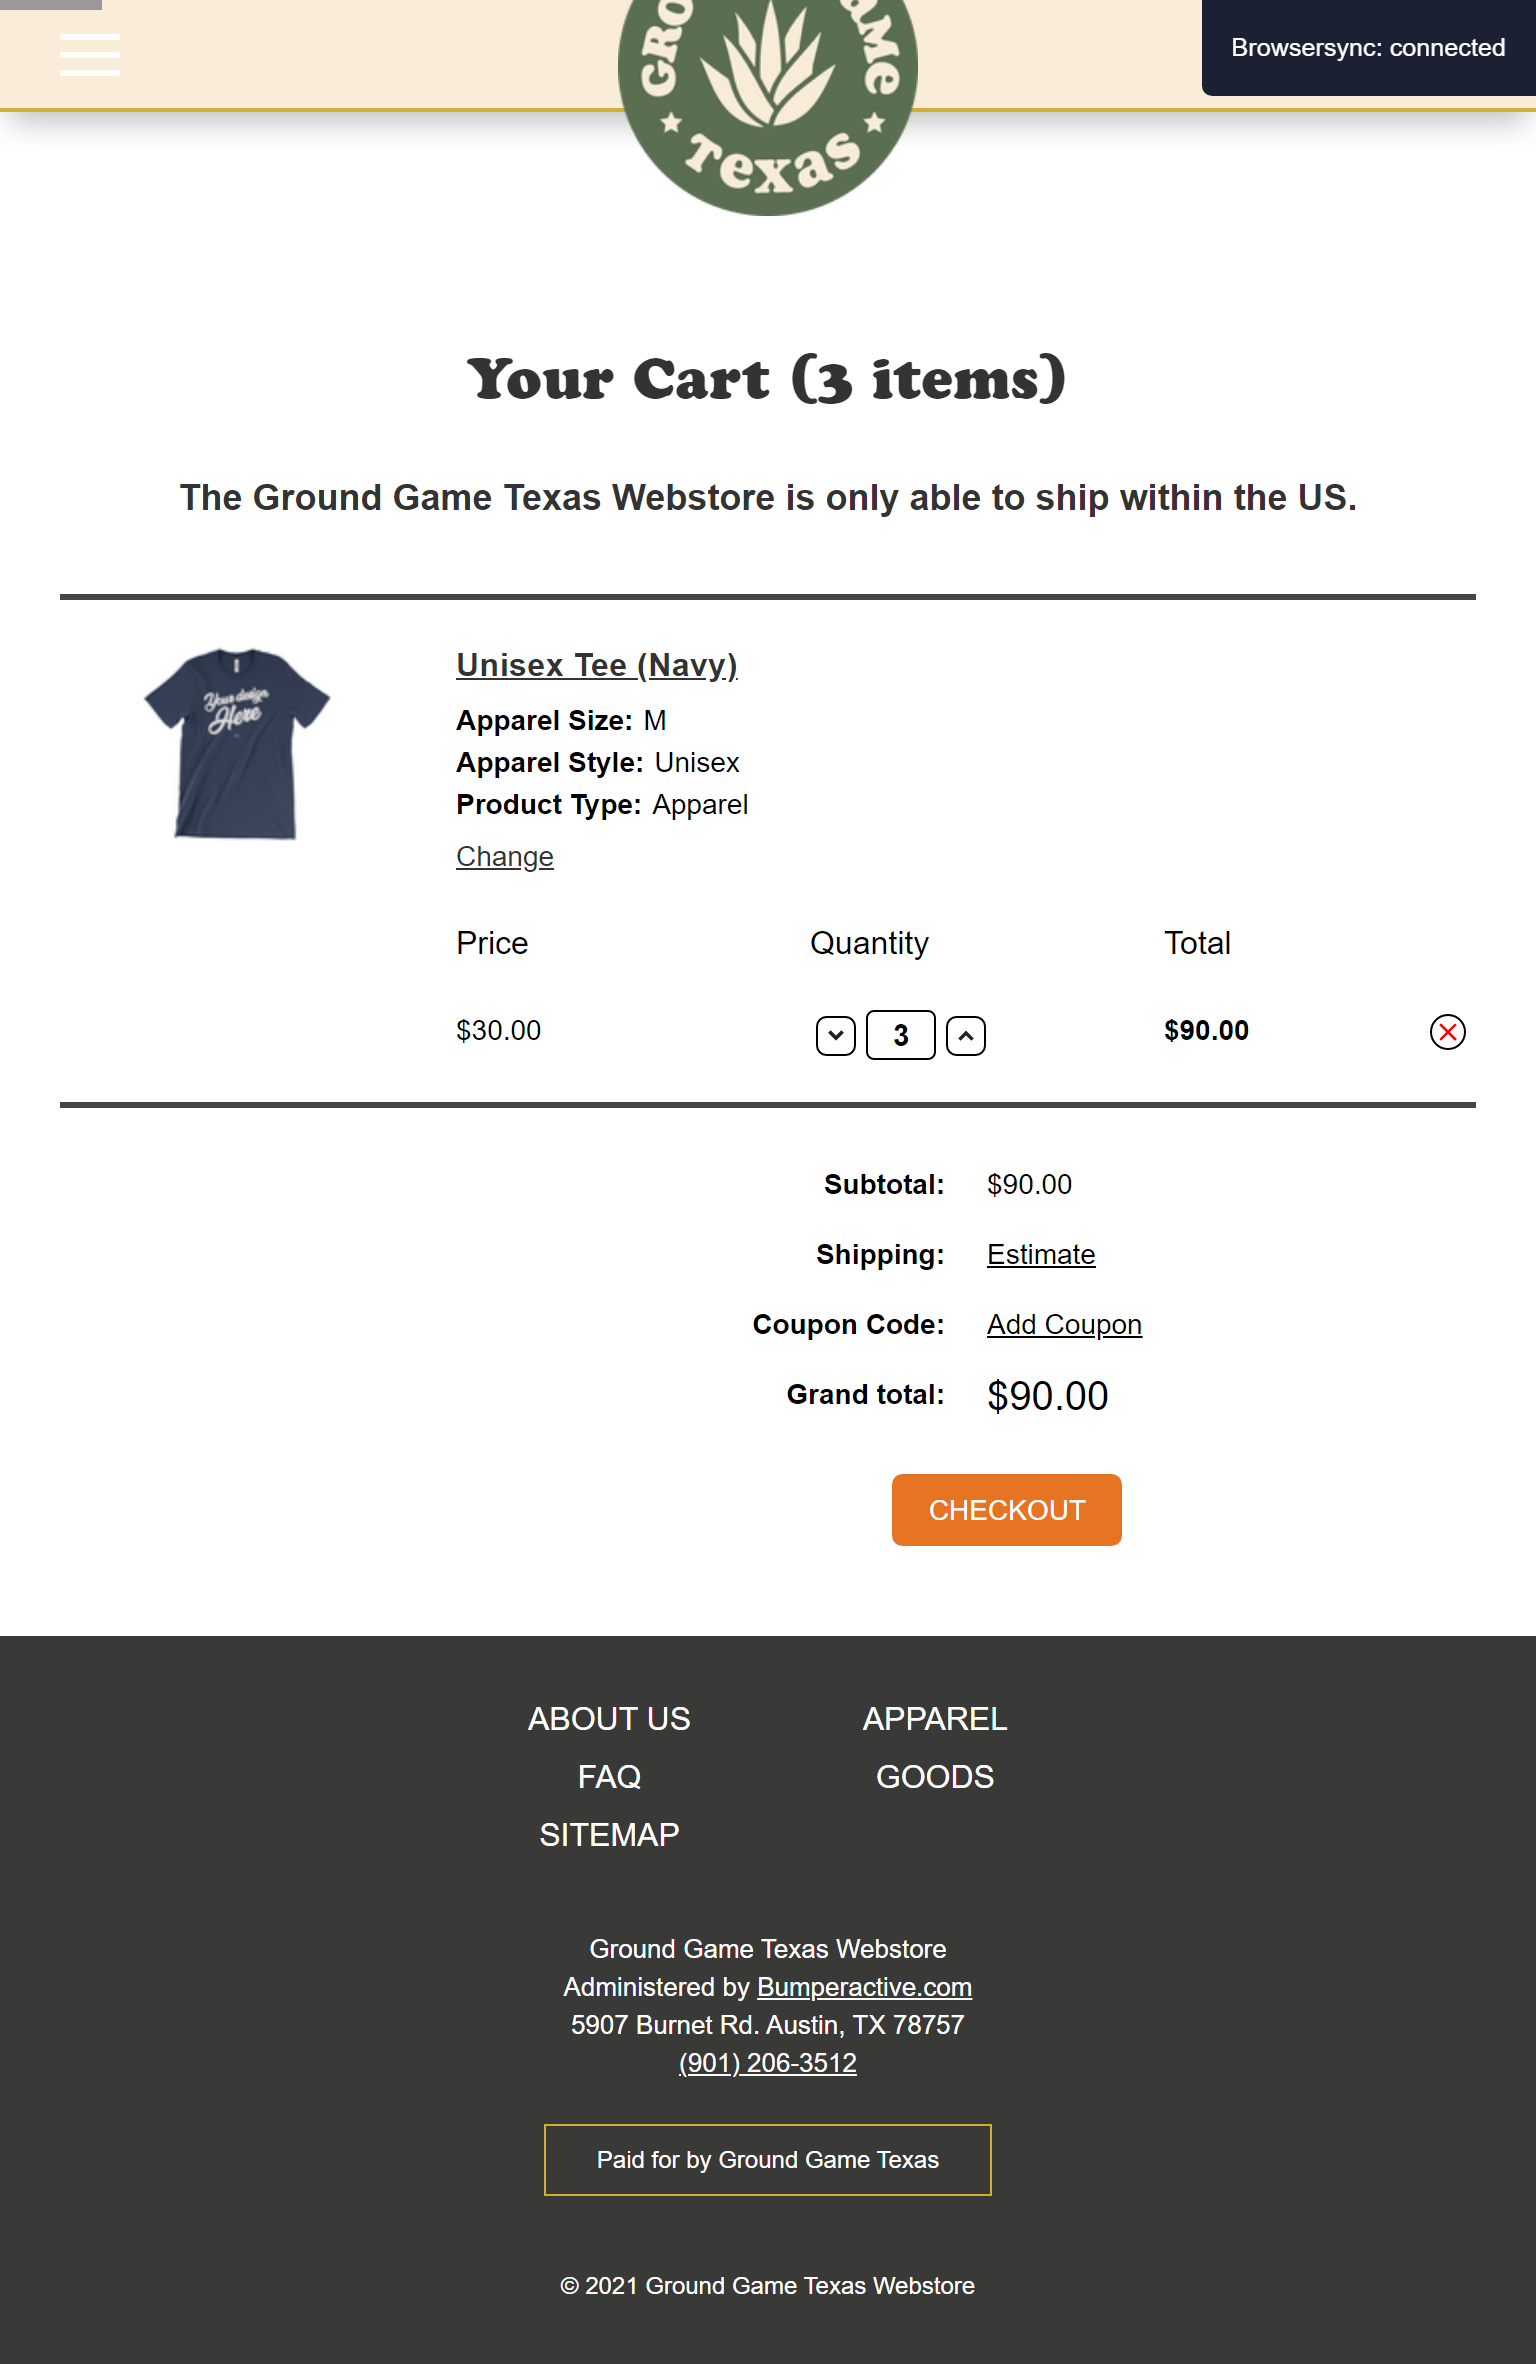 Browsersync: connected
Texas
Your Cart (3 items)
The Ground Game Texas Webstore is only able to ship within the US.
Your design
Here
Unisex Tee (Navy)
Apparel Size: M
Apparel Style: Unisex
Product Type: Apparel
Change
Price Quantity Total
$30.00 3 $90.00
Subtotal: $90.00
Shipping: Estimate
Coupon Code: Add Coupon
Grand total: $90.00
CHECKOUT
ABOUT US APPAREL
FAQ GOODS
SITEMAP
Ground Game Texas Webstore
Administered by Bumperactive.com
5907 Burnet Rd. Austin, TX 78757
(901) 206-3512
Paid for by Ground Game Texas
© 2021 Ground Game Texas Webstore